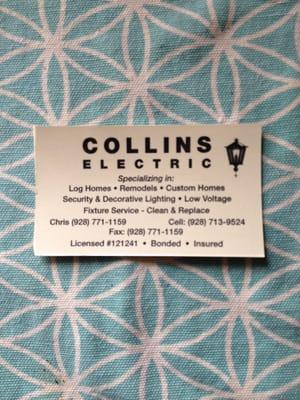 COLLINS
ELECTRIC
Specializing in:
Log Homes • Remodels • Custom Homes
Security & Decorative Lighting • Low Voltage
Fixture Service - Clean & Replace
Chris (928) 771-1159 Cell: (928) 713-9524
Fax: (928) 771-1159
Licensed #121241 • Bonded • Insured